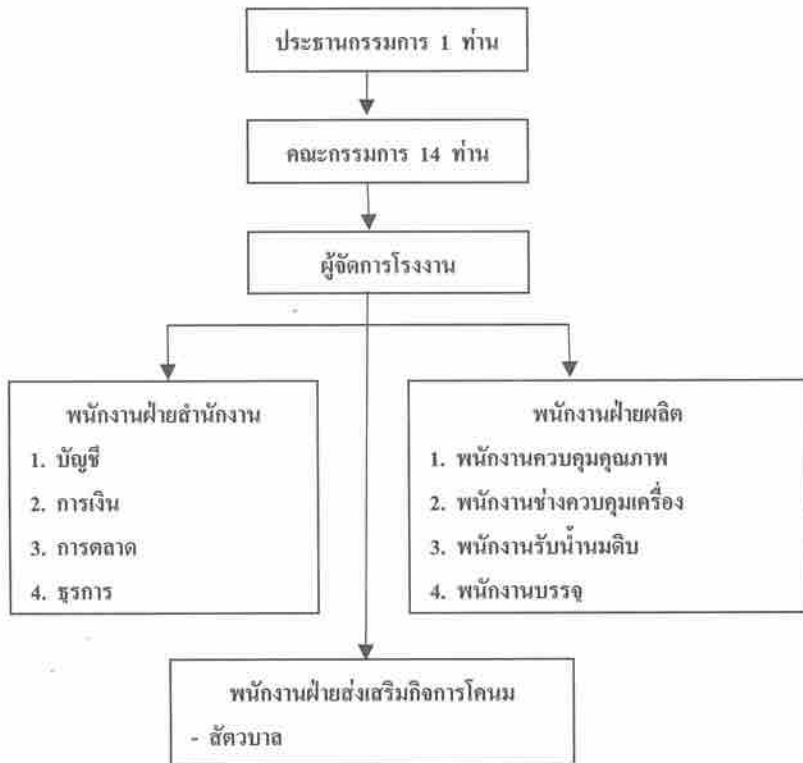 ประธานกรรมการ 1 ท่าน
คณะกรรมการ 14 ท่าน
ผู้จัดการโรงงาน
พนักงานฝ่ายสำนักงาน
1. บัญชี
2. การเงิน
3. การตลาด
4. ธุรการ
พนักงานฝ่ายผลิต
1. พนักงานควบคุมคุณภาพ
2. พนักงานช่างควบคุมเครื่อง
3. พนักงานรับน้ำนมดิบ
4. พนักงานบรรจุ
พนักงานฝ่ายส่งเสริมกิจการโคนม
- สัตวบาล